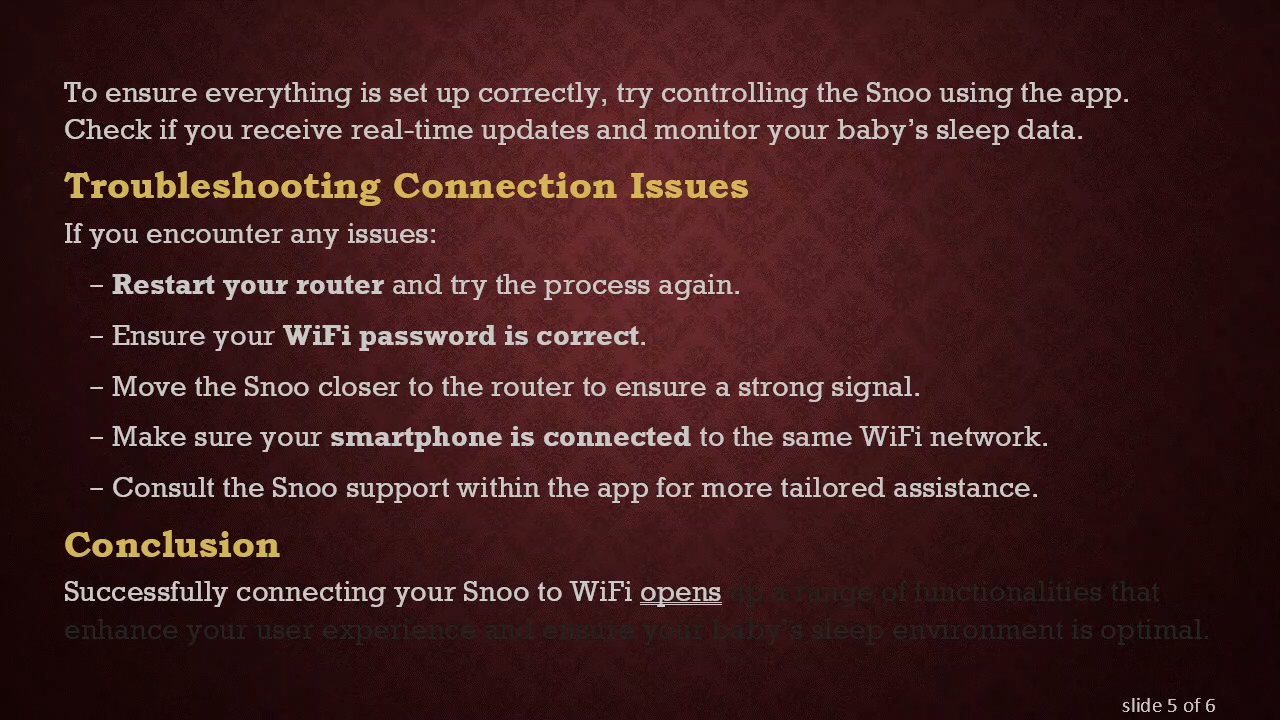 To ensure everything is set up correctly, try controlling the Snoo using the app.
Check if you receive real-time updates and monitor your baby’s sleep data.
Troubleshooting Connection Issues
If you encounter any issues:
– Restart your router and try the process again.
– Ensure your WiFi password is correct.
– Move the Snoo closer to the router to ensure a strong signal.
– Make sure your smartphone is connected to the same WiFi network.
– Consult the Snoo support within the app for more tailored assistance.
Conclusion
Successfully connecting your Snoo to WiFi opens up a range of functionalities that
enhance your user experience and ensure your baby’s sleep environment is optimal.
slide 5 of 6